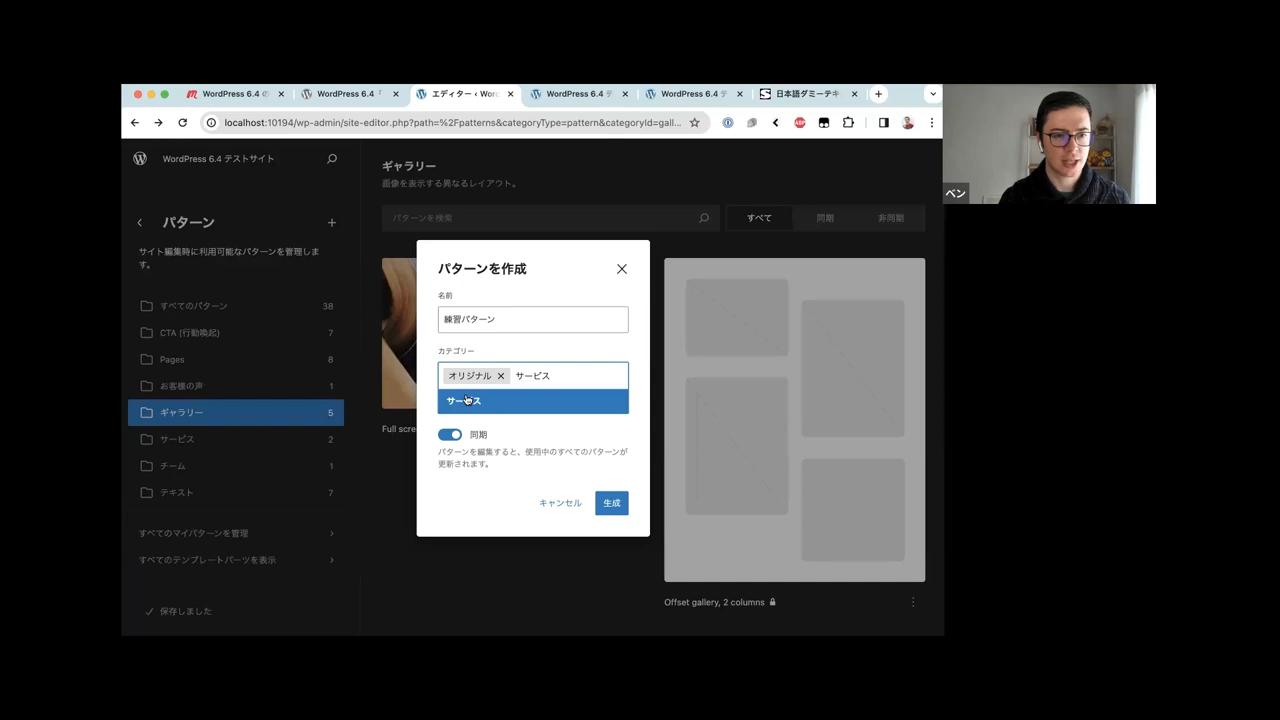 WordPress 6.4 の
WordPress 6.4 「
エディター ‹ Wor
WordPress 6.4 テ
WordPress 6.4 テ
日本語ダミーテキ
localhost:10194/wp-admin/site-editor.php?path=%2Fpatterns&categoryType=pattern&categoryId=gall...
ABP
WordPress 6.4 テストサイト
パターン
サイト編集時に利用可能なパターンを管理しま
す。
すべてのパターン 38
CTA (行動喚起) 7
Pages 8
お客様の声 1
ギャラリー 5
サービス 2
チーム 1
テキスト 7
すべてのマイパターンを管理
すべてのテンプレートパーツを表示
保存しました
ギャラリー
画像を表示する異なるレイアウト。
パターンを検索
すべて 同期 非同期
パターンを作成
名前
練習パターン
カテゴリー
オリジナル サービス
サービス
同期
パターンを編集すると、使用中のすべてのパターンが
更新されます。
キャンセル 生成
Full scre
Offset gallery, 2 columns
ベン